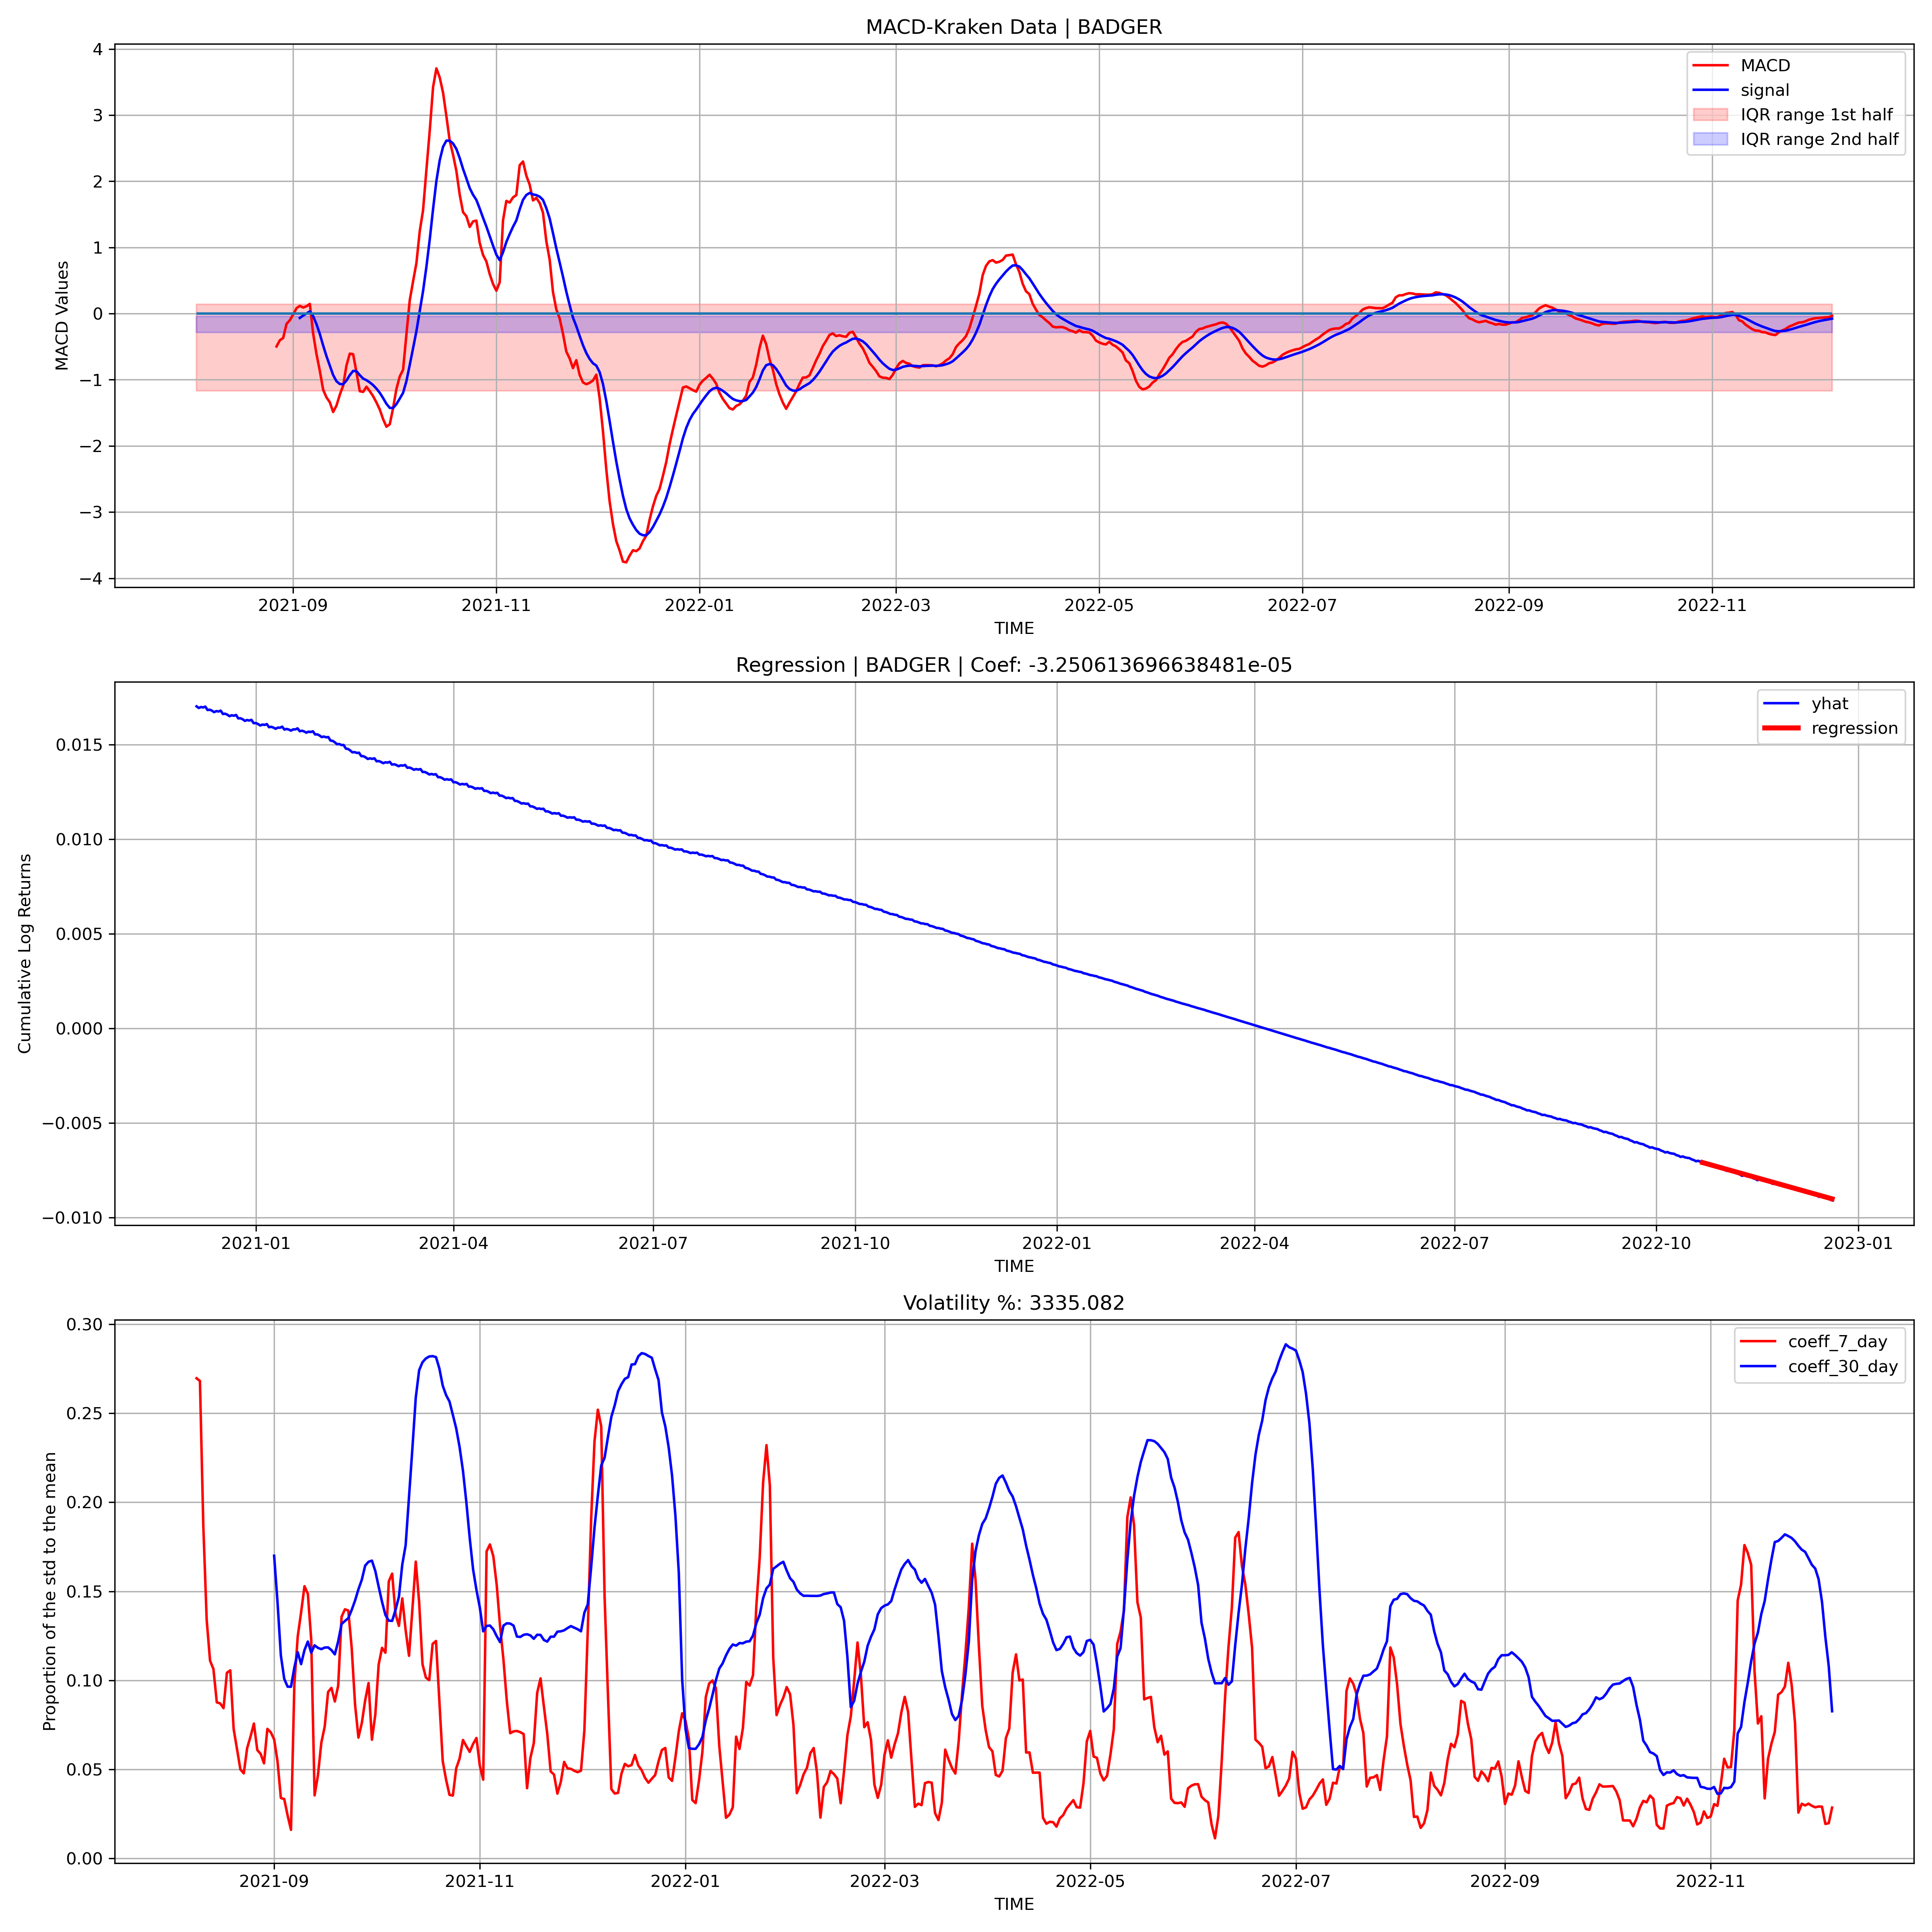 MACD-Kraken Data | BADGER
4
3
2
1
0
−1
−2
−3
−4
MACD Values
MACD
signal
IQR range 1st half
IQR range 2nd half
2021-09 2021-11 2022-01 2022-03 2022-05 2022-07 2022-09 2022-11
TIME
Regression | BADGER | Coef: -3.250613696638481e-05
0.015
0.010
0.005
0.000
−0.005
−0.010
Cumulative Log Returns
yhat
regression
2021-01 2021-04 2021-07 2021-10 2022-01 2022-04 2022-07 2022-10 2023-01
TIME
Volatility %: 3335.082
0.30
0.25
0.20
0.15
0.10
0.05
0.00
Proportion of the std to the mean
coeff_7_day
coeff_30_day
2021-09 2021-11 2022-01 2022-03 2022-05 2022-07 2022-09 2022-11
TIME